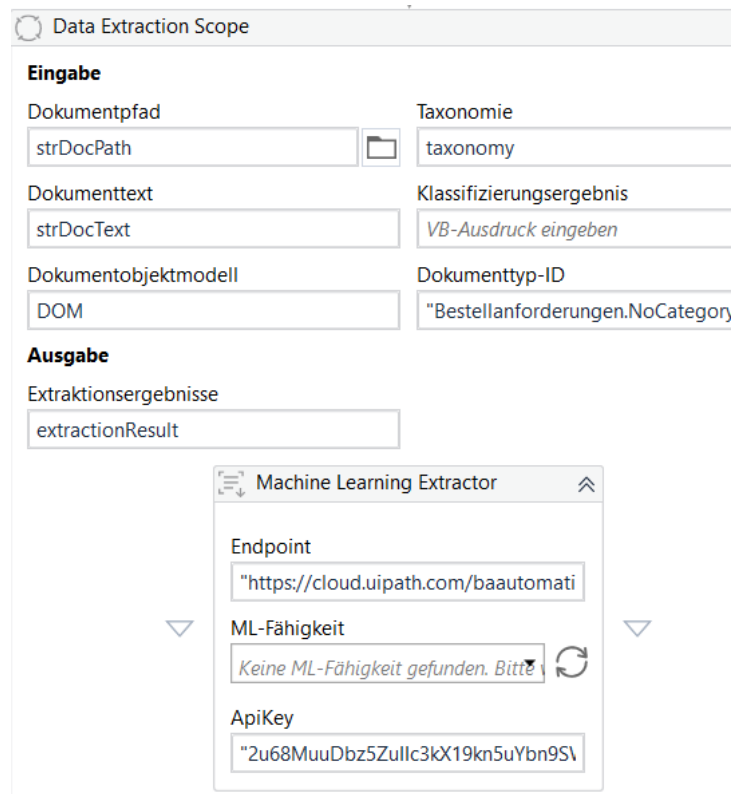 Data Extraction Scope
Eingabe
Dokumentpfad
Taxonomie
strDocPath
taxonomy
Dokumenttext
Klassifizierungsergebnis
strDocText
VB-Ausdruck eingeben
Dokumentobjektmodell
Dokumenttyp-ID
DOM
"Bestellanforderungen.NoCategory
Ausgabe
Extraktionsergebnisse
extractionResult
Machine Learning Extractor
Endpoint
"https://cloud.uipath.com/baautomati
ML-Fähigkeit
Keine ML-Fähigkeit gefunden. Bitte
ApiKey
"2u68MuuDbz5ZuIlc3kX19kn5uYbn9S